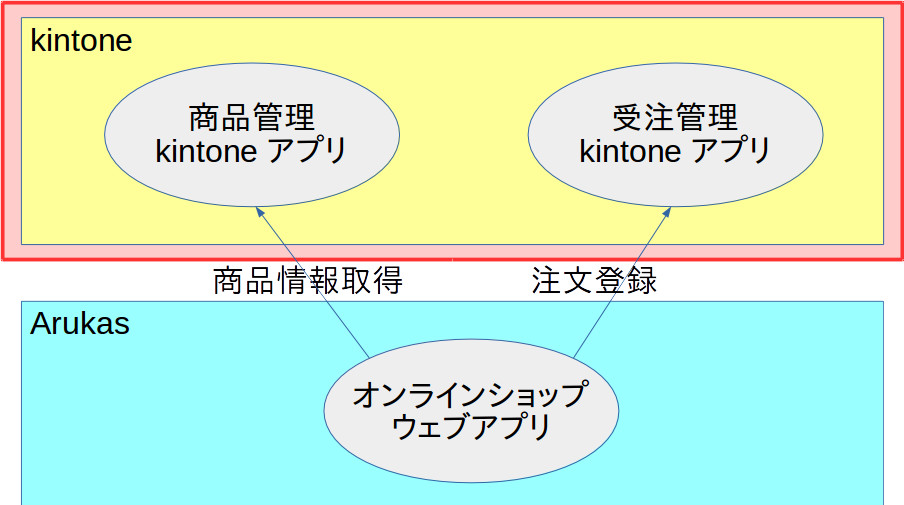 kintone
商品管理
kintone アプリ
受注管理
kintone アプリ
商品情報取得
注文登録
Arukas
オンラインショップ
ウェブアプリ